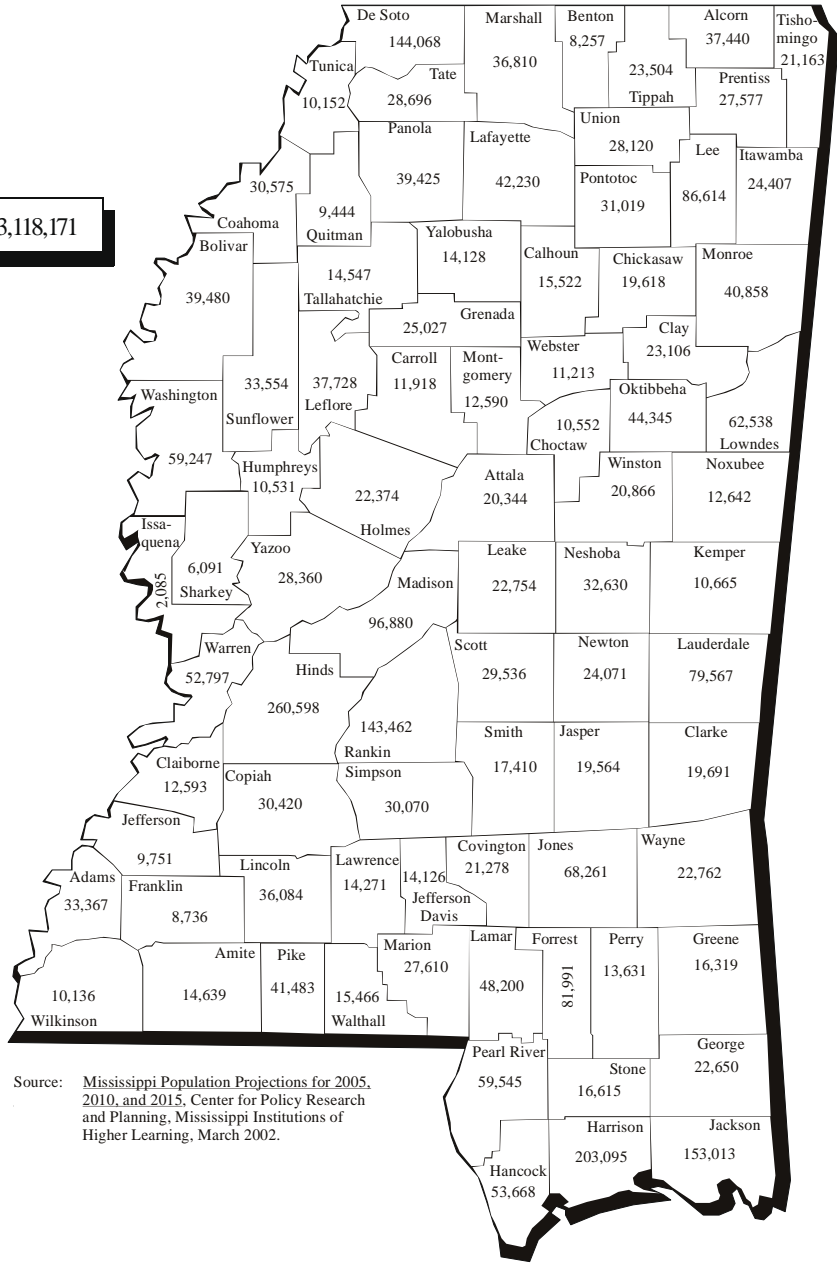 De Soto
144,068
Marshall
36,810
Benton
8,257
Alcorn
37,440
Tisho-
mingo
21,163
Tunica
10,152
Tate
28,696
23,504
Tippah
Prentiss
27,577
Panola
39,425
Lafayette
42,230
Union
28,120
Lee
86,614
Itawamba
24,407
Pontotoc
31,019
30,575
Coahoma
9,444
Quitman
3,118,171
Bolivar
39,480
14,547
Tallahatchie
Yalobusha
14,128
Calhoun
15,522
Chickasaw
19,618
Monroe
40,858
Grenada
25,027
Clay
23,106
33,554
Sunflower
37,728
Leflore
Carroll
11,918
Mont-
gomery
12,590
Webster
11,213
Washington
59,247
10,552
Choctaw
Oktibbeha
44,345
62,538
Lowndes
Humphreys
10,531
22,374
Holmes
Attala
20,344
Winston
20,866
Noxubee
12,642
Issa-
quena
2,085
6,091
Sharkey
Yazoo
28,360
Madison
96,880
Leake
22,754
Neshoba
32,630
Kemper
10,665
Warren
52,797
Hinds
260,598
143,462
Rankin
Scott
29,536
Newton
24,071
Lauderdale
79,567
Smith
17,410
Jasper
19,564
Clarke
19,691
Claiborne
12,593
Copiah
30,420
Simpson
30,070
Jefferson
9,751
Lincoln
36,084
Lawrence
14,271
14,126
Jefferson
Davis
Covington
21,278
Jones
68,261
Wayne
22,762
Adams
33,367
Franklin
8,736
10,136
Wilkinson
Amite
14,639
Pike
41,483
15,466
Walthall
Marion
27,610
Lamar
48,200
Forrest
81,991
Perry
13,631
Greene
16,319
Pearl River
59,545
Stone
16,615
George
22,650
Hancock
53,668
Harrison
203,095
Jackson
153,013
Source: Mississippi Population Projections for 2005,
2010, and 2015, Center for Policy Research
and Planning, Mississippi Institutions of
Higher Learning, March 2002.